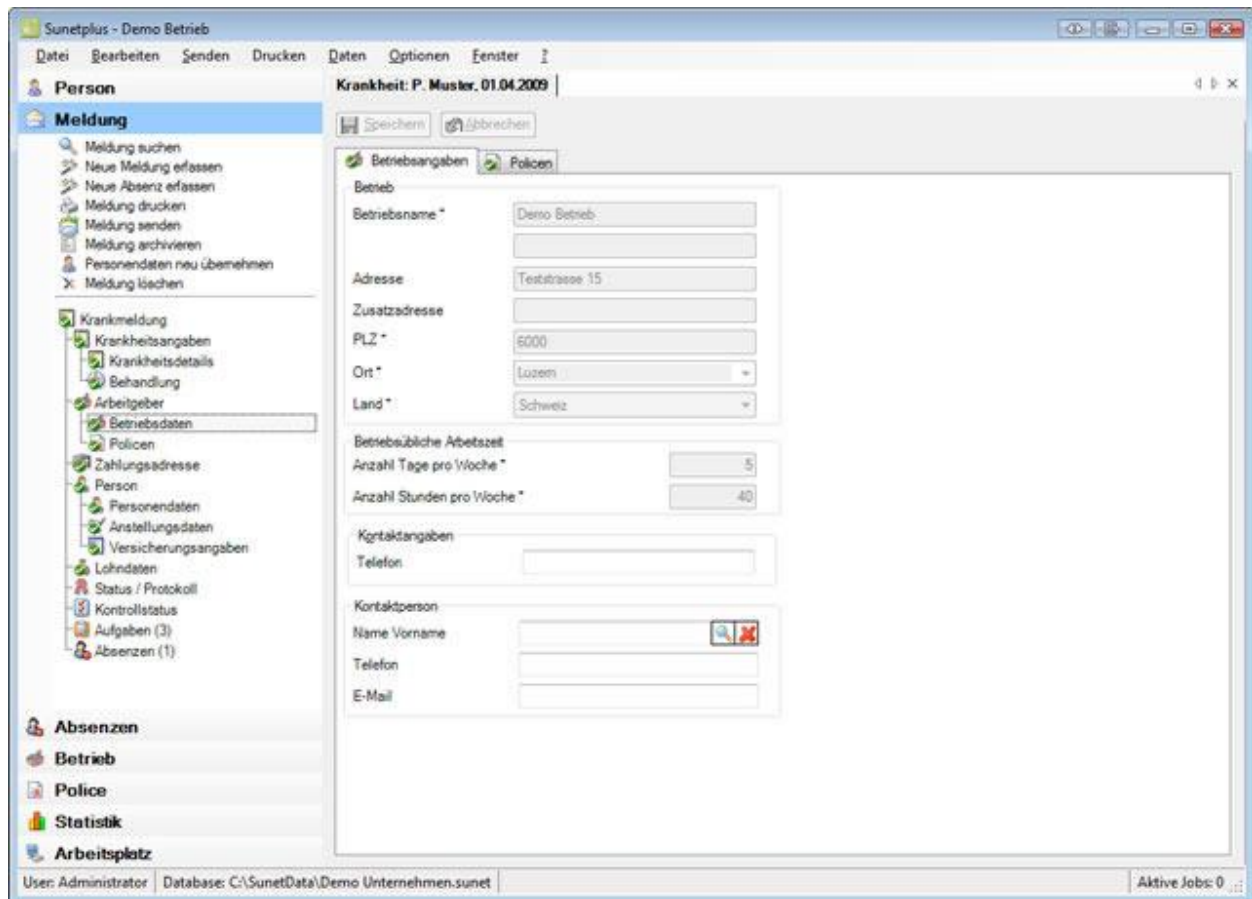 Sunetplus - Demo Betrieb
Datei Bearbeiten Senden Drucken Daten Optionen Fenster ?
Person
Meldung
Meldung suchen
Neue Meldung erfassen
Neue Absenz erfassen
Meldung drucken
Meldung senden
Meldung archivieren
Personendaten neu übernehmen
Meldung löschen
Krankmeldung
Krankheitsangaben
Krankheitsdetails
Behandlung
Arbeitgeber
Betriebsdaten
Policen
Zahlungsadresse
Person
Personendaten
Anstellungsdaten
Versicherungsangaben
Lohndaten
Status / Protokoll
Kontrollstatus
Aufgaben (3)
Absenzen (1)
Absenzen
Betrieb
Police
Statistik
Arbeitsplatz
Krankheit: P. Muster, 01.04.2009
Speichern Abbrechen
Betriebsangaben Policen
Betrieb
Betriebsname * Demo Betrieb
Adresse Teststrasse 15
Zusatzadresse
PLZ * 6000
Ort * Luzern
Land * Schweiz
Betriebsübliche Arbeitszeit
Anzahl Tage pro Woche * 5
Anzahl Stunden pro Woche * 40
Kontaktangaben
Telefon
Kontaktperson
Name Vorname
Telefon
E-Mail
User: Administrator Database: C:\SunetData\Demo Unternehmen.sunet Aktive Jobs: 0